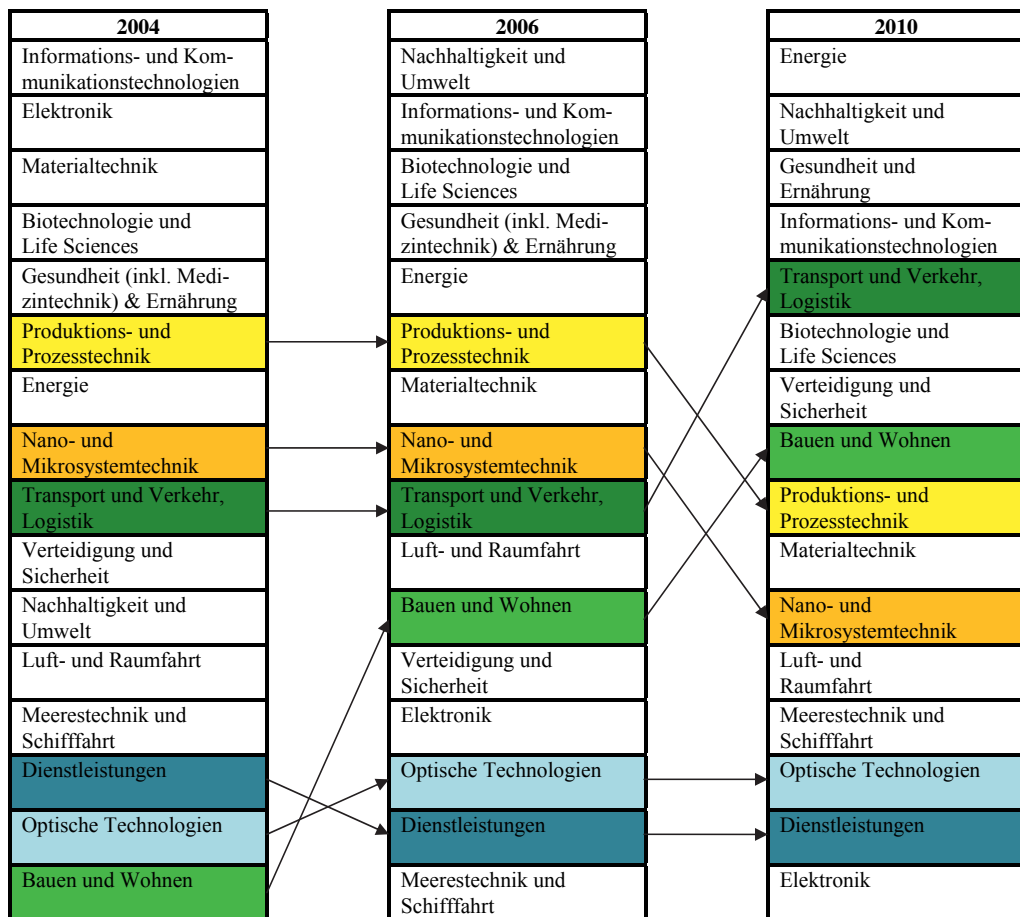 2004
Informations- und Kom-
munikationstechnologien
Elektronik
Materialtechnik
Biotechnologie und
Life Sciences
Gesundheit (inkl. Medi-
zintechnik) & Ernährung
Produktions- und
Prozesstechnik
Energie
Nano- und
Mikrosystemtechnik
Transport und Verkehr,
Logistik
Verteidigung und
Sicherheit
Nachhaltigkeit und
Umwelt
Luft- und Raumfahrt
Meerestechnik und
Schifffahrt
Dienstleistungen
Optische Technologien
Bauen und Wohnen
2006
Nachhaltigkeit und
Umwelt
Informations- und Kom-
munikationstechnologien
Biotechnologie und
Life Sciences
Gesundheit (inkl. Medi-
zintechnik) & Ernährung
Energie
Produktions- und
Prozesstechnik
Materialtechnik
Nano- und
Mikrosystemtechnik
Transport und Verkehr,
Logistik
Luft- und Raumfahrt
Bauen und Wohnen
Verteidigung und
Sicherheit
Elektronik
Optische Technologien
Dienstleistungen
Meerestechnik und
Schifffahrt
2010
Energie
Nachhaltigkeit und
Umwelt
Gesundheit und
Ernährung
Informations- und Kom-
munikationstechnologien
Transport und Verkehr,
Logistik
Biotechnologie und
Life Sciences
Verteidigung und
Sicherheit
Bauen und Wohnen
Produktions- und
Prozesstechnik
Materialtechnik
Nano- und
Mikrosystemtechnik
Luft- und
Raumfahrt
Meerestechnik und
Schifffahrt
Optische Technologien
Dienstleistungen
Elektronik